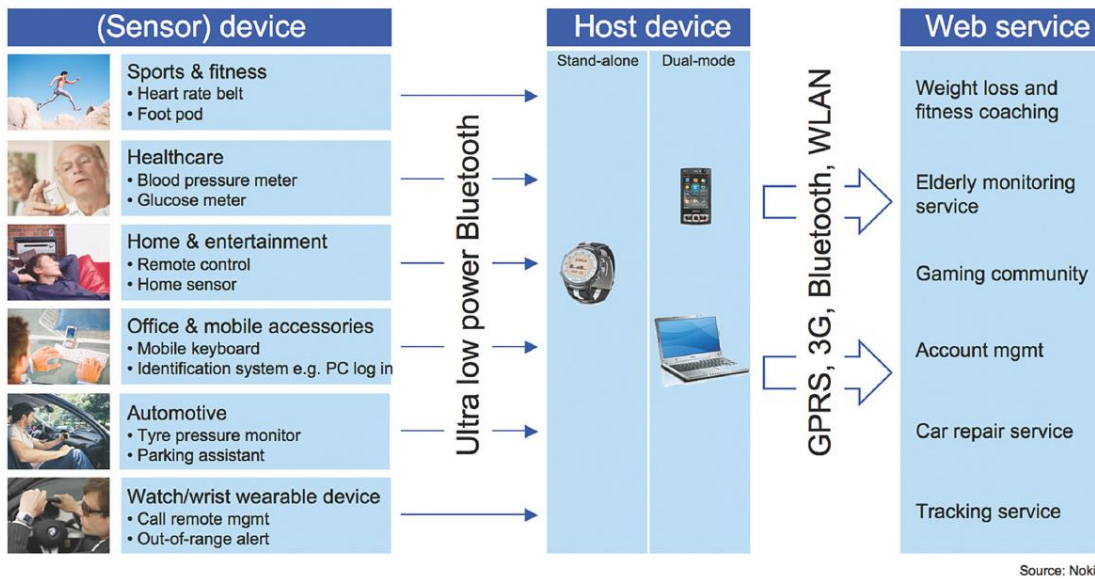 (Sensor) device
Sports & fitness
• Heart rate belt
• Foot pod
Healthcare
• Blood pressure meter
• Glucose meter
Home & entertainment
• Remote control
• Home sensor
Office & mobile accessories
• Mobile keyboard
• Identification system e.g. PC log in
Automotive
• Tyre pressure monitor
• Parking assistant
Watch/wrist wearable device
• Call remote mgmt
• Out-of-range alert
Ultra low power Bluetooth
Host device
Stand-alone
Dual-mode
GPRS, 3G, Bluetooth, WLAN
Web service
Weight loss and
fitness coaching
Elderly monitoring
service
Gaming community
Account mgmt
Car repair service
Tracking service
Source: Noki